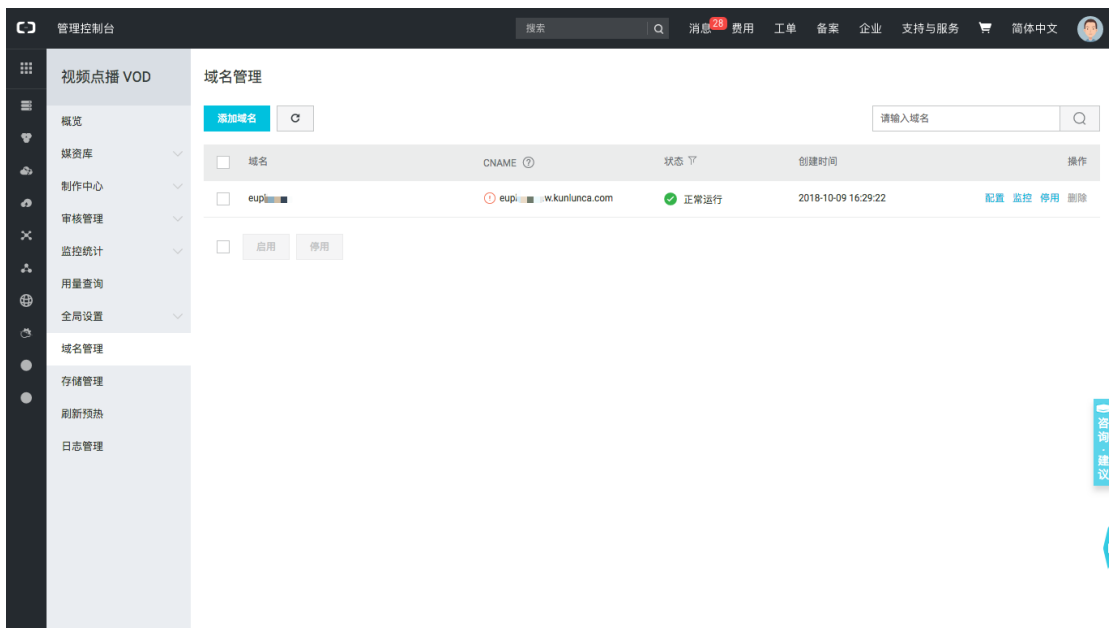 管理控制台
搜索
消息 28 费用 工单 备案 企业 支持与服务 简体中文
视频点播 VOD
概览
媒资库
制作中心
审核管理
监控统计
用量查询
全局设置
域名管理
存储管理
刷新预热
日志管理
域名管理
添加域名
请输入域名
域名 CNAME ? 状态 创建时间 操作
eup w.kunlunca.com 正常运行 2018-10-09 16:29:22 配置 监控 停用 删除
启用 停用
咨询·建议